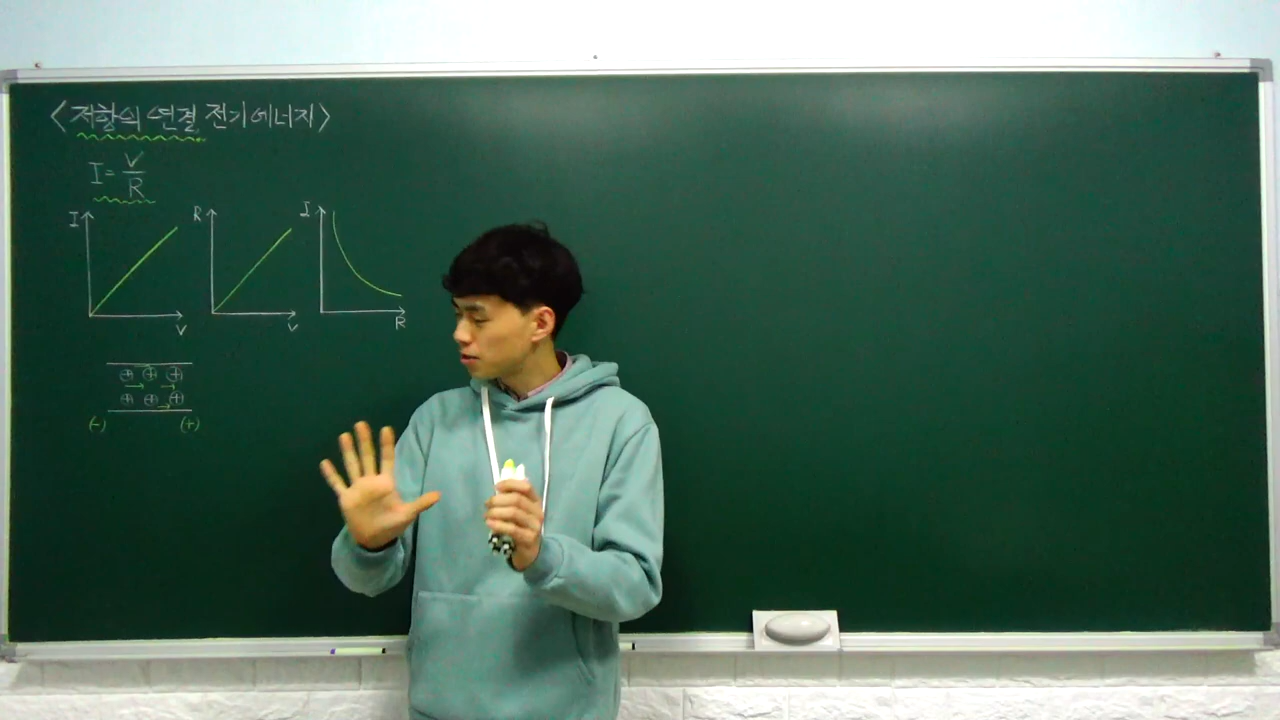 <저항의 연결 전기에너지>
I = V/R
I R I
V V R
⊕ ⊕ ⊕
→ →
⊕ ⊕ ⊕
→
(-) (+)